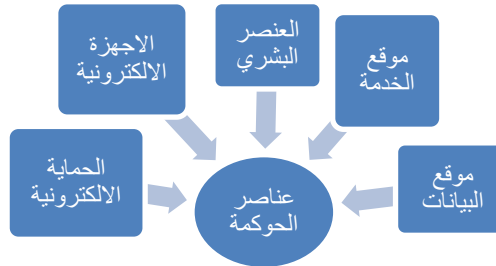 موقع
الخدمة
العنصر
البشري
الاجهزة
الالكترونية
موقع
البيانات
الحماية
الالكترونية
عناصر
الحوكمة